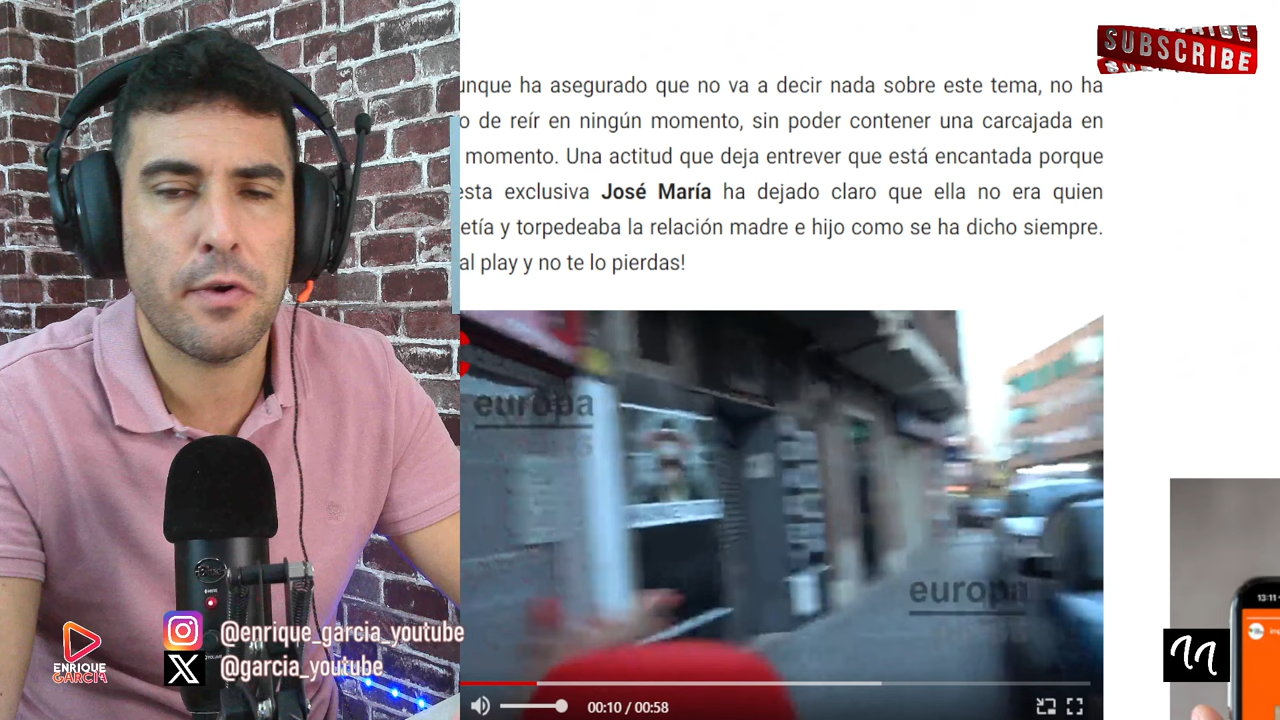 SUBSCRIBE
unque ha asegurado que no va a decir nada sobre este tema, no ha
o de reír en ningún momento, sin poder contener una carcajada en
momento. Una actitud que deja entrever que está encantada porque
esta exclusiva José María ha dejado claro que ella no era quien
etía y torpedeaba la relación madre e hijo como se ha dicho siempre.
al play y no te lo pierdas!
europa
europa
13:11
ENRIQUE
GARCIA
@enrique_garcia_youtube
@garcia_youtube
00:10 / 00:58